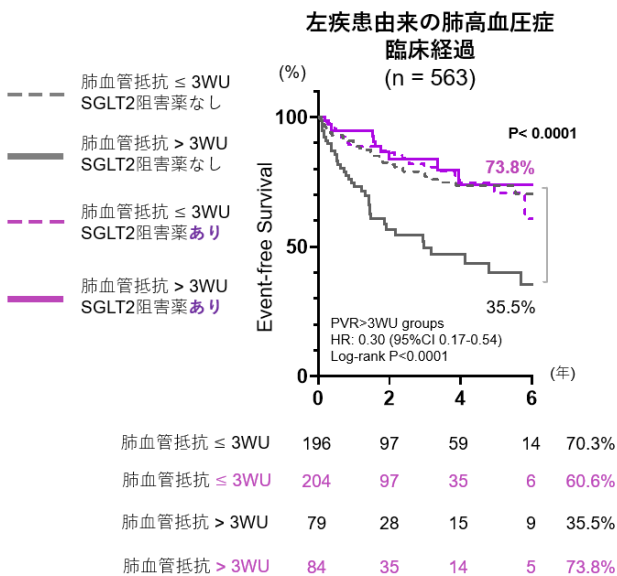 左疾患由来の肺高血圧症
臨床経過
(n = 563)
肺血管抵抗 ≤ 3WU
SGLT2阻害薬なし
肺血管抵抗 > 3WU
SGLT2阻害薬なし
肺血管抵抗 ≤ 3WU
SGLT2阻害薬あり
肺血管抵抗 > 3WU
SGLT2阻害薬あり
(%)
100
50
0
Event-free Survival
P< 0.0001
73.8%
35.5%
PVR>3WU groups
HR: 0.30 (95%CI 0.17-0.54)
Log-rank P<0.0001
0 2 4 6 (年)
肺血管抵抗 ≤ 3WU 196 97 59 14 70.3%
肺血管抵抗 ≤ 3WU 204 97 35 6 60.6%
肺血管抵抗 > 3WU 79 28 15 9 35.5%
肺血管抵抗 > 3WU 84 35 14 5 73.8%